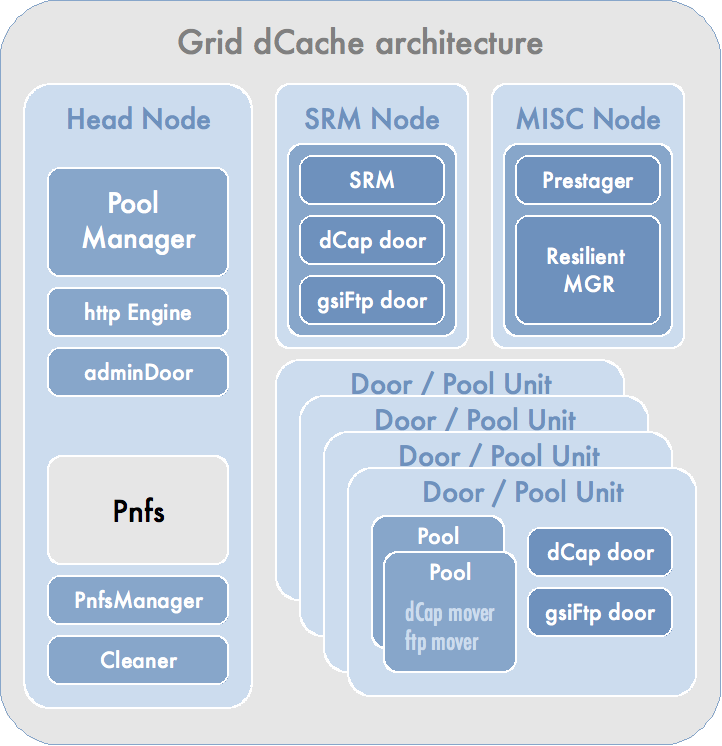 Grid dCache architecture
Head Node
Pool
Manager
http Engine
adminDoor
Pnfs
PnfsManager
Cleaner
SRM Node
SRM
dCap door
gsiFtp door
MISC Node
Prestager
Resilient
MGR
Door / Pool Unit
Door / Pool Unit
Door / Pool Unit
Door / Pool Unit
Pool
Pool
dCap mover
ftp mover
dCap door
gsiFtp door